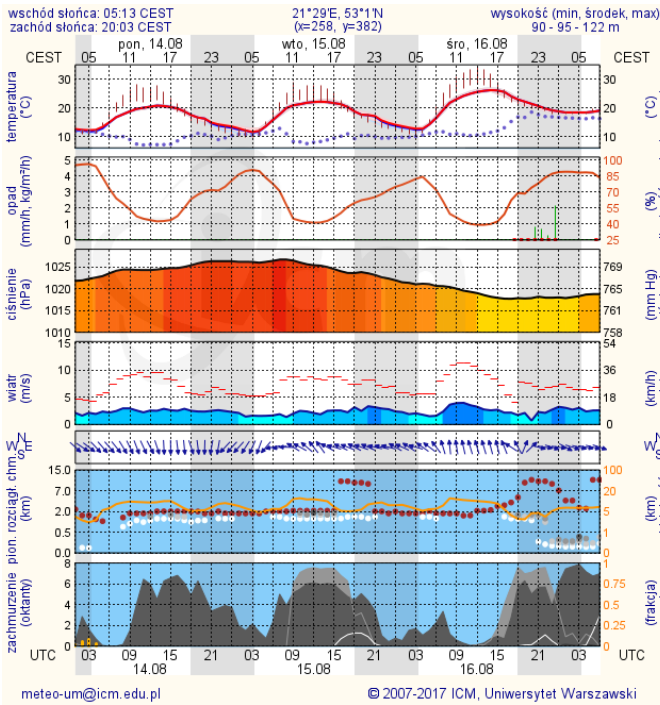 wschód słońca: 05:13 CEST 21°29'E, 53°1'N wysokość (min, środek, max)
zachód słońca: 20:03 CEST (x=258, y=382) 90 - 95 - 122 m
pon, 14.08 wto, 15.08 śro, 16.08
CEST 05 11 17 23 05 11 17 23 05 11 17 23 05 CEST
temperatura
(°C)
30 30
20 20
10 10
(°C)
opad
(mm/h, kg/m²/h)
5 100
4 85
3 70
2 55
1 40
0 25
(%)
ciśnienie
(hPa)
1025 769
1020 765
1015 761
1010 758
(mm Hg)
wiatr
(m/s)
15 54
10 36
5 18
0 0
(km/h)
N
W E
S
N
W
S
pion. rozciągł. chm.
(km)
15.0 100
7.0 20
2.0 5
0.5 1
0.0 0
(km)
zachmurzenie
(oktanty)
8 1
6 0.75
4 0.5
2 0.25
0 0
(frakcja)
UTC 03 09 15 21 03 09 15 21 03 09 15 21 03 UTC
14.08 15.08 16.08
meteo-um@icm.edu.pl © 2007-2017 ICM, Uniwersytet Warszawski